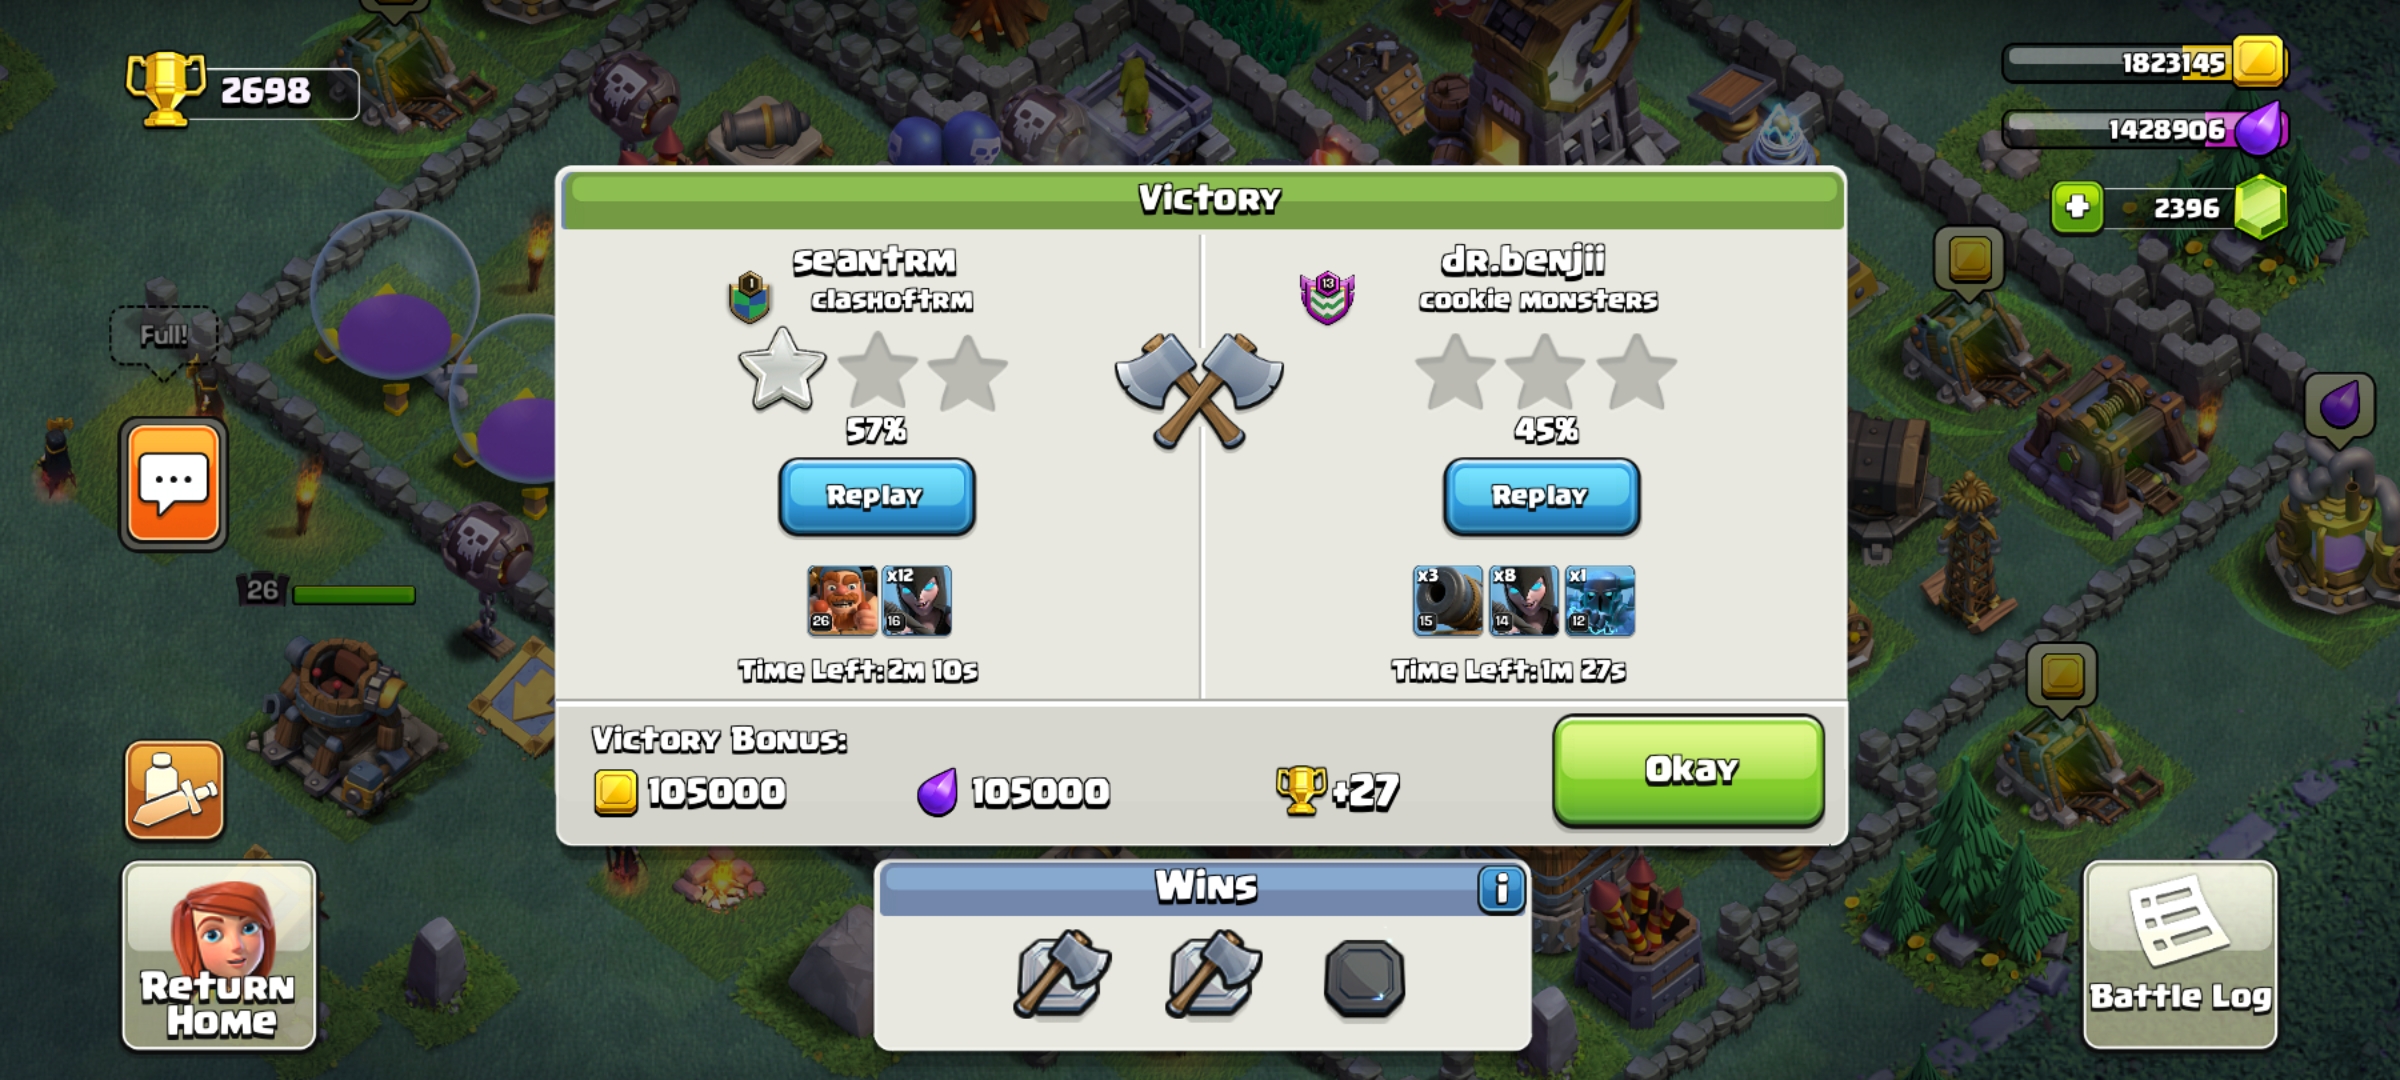 2698
1823145
1428906
2396
Full!
26
Victory
seantrm
clashoftrm
57%
Replay
26
x12
16
Time Left:2m 10s
1
dr.benjii
cookie monsters
13
45%
Replay
x3
15
x8
14
x1
12
Time Left:1m 27s
Victory Bonus:
105000
105000
+27
Okay
Wins
i
Return
Home
Battle Log